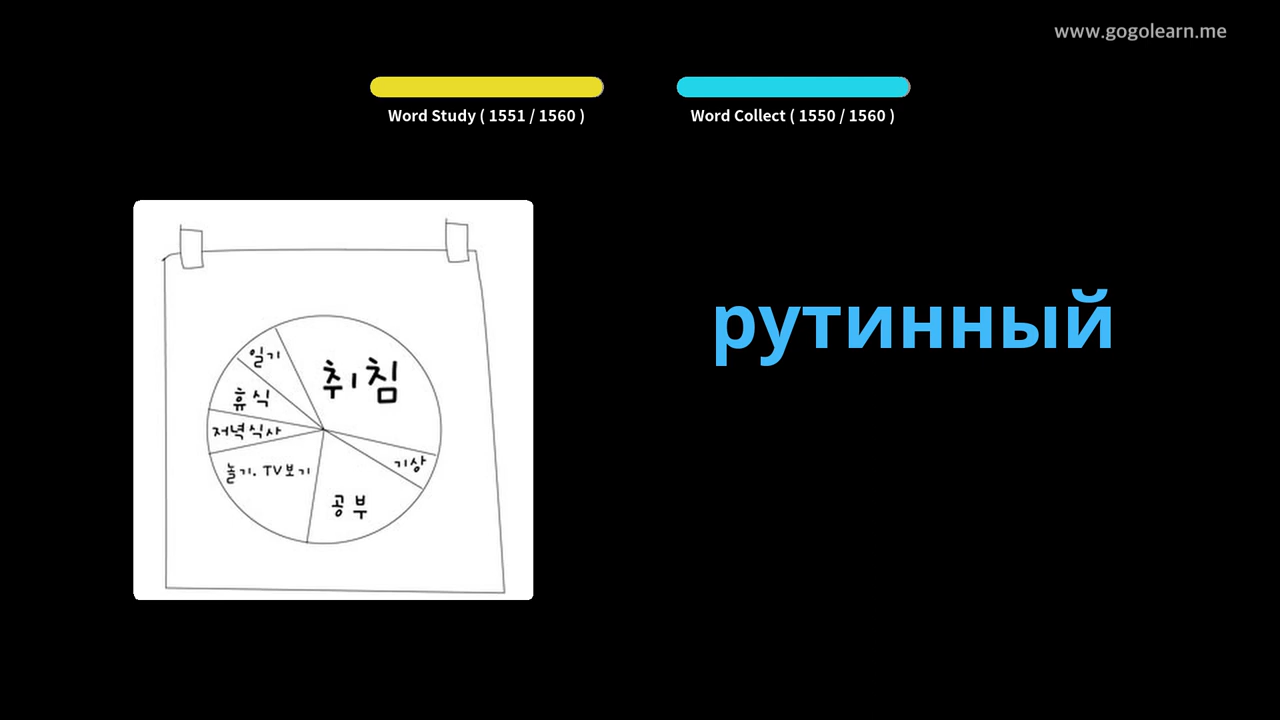 www.gogolearn.me
Word Study ( 1551 / 1560 )
Word Collect ( 1550 / 1560 )
рутинный
일기
취침
휴식
저녁식사
놀기. TV보기
기상
공부